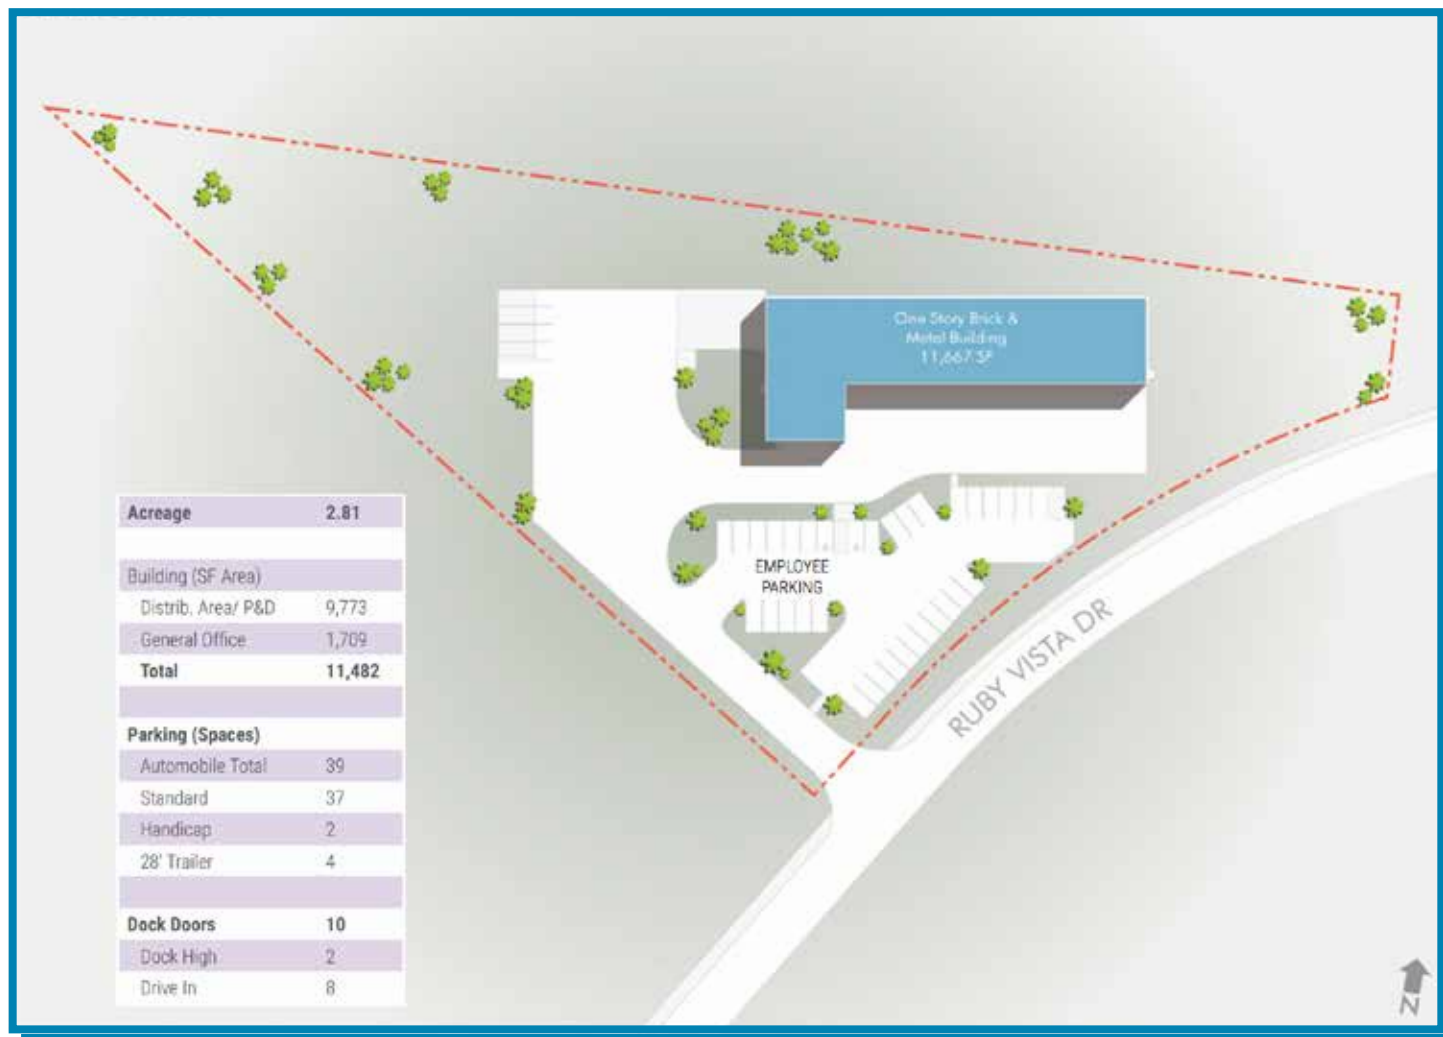 One Story Brick &
Metal Building
11,667 SF
EMPLOYEE
PARKING
RUBY VISTA DR
Acreage 2.81
Building (SF Area)
Distrib. Area/ P&D 9,773
General Office 1,709
Total 11,482
Parking (Spaces)
Automobile Total 39
Standard 37
Handicap 2
28' Trailer 4
Dock Doors 10
Dock High 2
Drive In 8
N